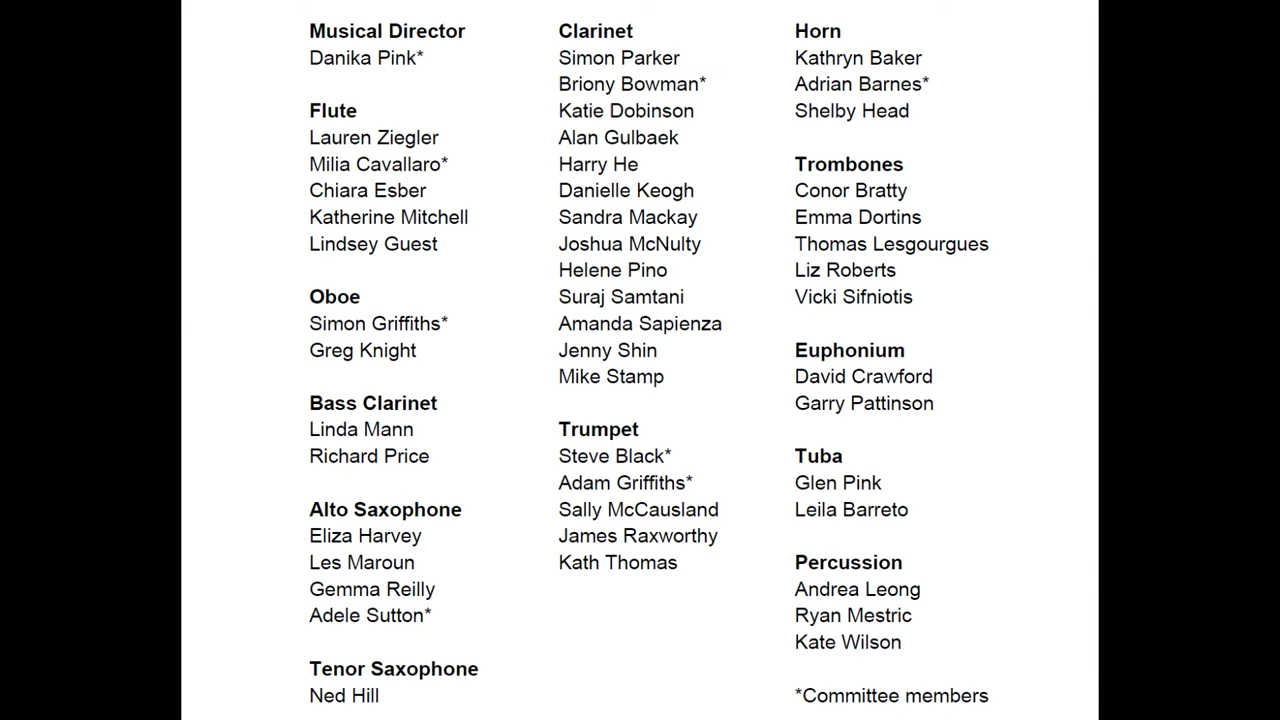 Musical Director
Danika Pink*
Flute
Lauren Ziegler
Milia Cavallaro*
Chiara Esber
Katherine Mitchell
Lindsey Guest
Oboe
Simon Griffiths*
Greg Knight
Bass Clarinet
Linda Mann
Richard Price
Alto Saxophone
Eliza Harvey
Les Maroun
Gemma Reilly
Adele Sutton*
Tenor Saxophone
Ned Hill
Clarinet
Simon Parker
Briony Bowman*
Katie Dobinson
Alan Gulbaek
Harry He
Danielle Keogh
Sandra Mackay
Joshua McNulty
Helene Pino
Suraj Samtani
Amanda Sapienza
Jenny Shin
Mike Stamp
Trumpet
Steve Black*
Adam Griffiths*
Sally McCausland
James Raxworthy
Kath Thomas
Horn
Kathryn Baker
Adrian Barnes*
Shelby Head
Trombones
Conor Bratty
Emma Dortins
Thomas Lesgourgues
Liz Roberts
Vicki Sifniotis
Euphonium
David Crawford
Garry Pattinson
Tuba
Glen Pink
Leila Barreto
Percussion
Andrea Leong
Ryan Mestric
Kate Wilson
*Committee members